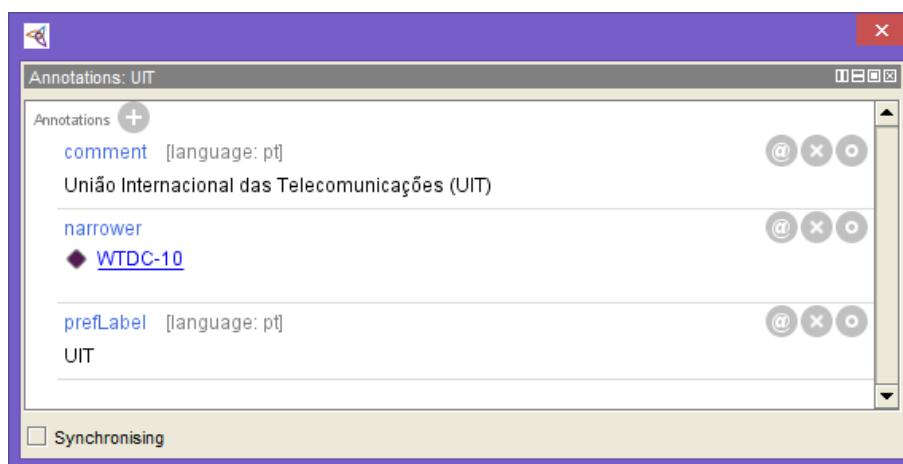 Annotations: UIT
Annotations
comment [language: pt]
União Internacional das Telecomunicações (UIT)
narrower
WTDC-10
prefLabel [language: pt]
UIT
Synchronising